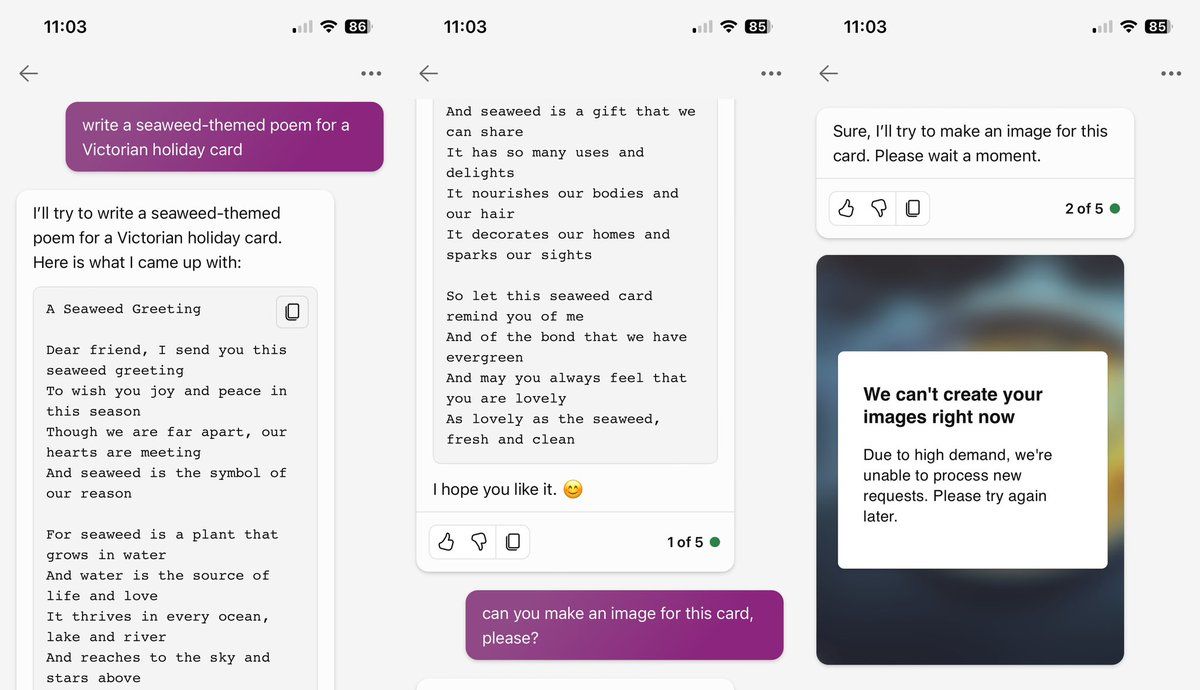 11:03
86
write a seaweed-themed poem for a
Victorian holiday card
I'll try to write a seaweed-themed
poem for a Victorian holiday card.
Here is what I came up with:
A Seaweed Greeting
Dear friend, I send you this
seaweed greeting
To wish you joy and peace in
this season
Though we are far apart, our
hearts are meeting
And seaweed is the symbol of
our reason
For seaweed is a plant that
grows in water
And water is the source of
life and love
It thrives in every ocean,
lake and river
And reaches to the sky and
stars above
11:03
85
And seaweed is a gift that we
can share
It has so many uses and
delights
It nourishes our bodies and
our hair
It decorates our homes and
sparks our sights
So let this seaweed card
remind you of me
And of the bond that we have
evergreen
And may you always feel that
you are lovely
As lovely as the seaweed,
fresh and clean
I hope you like it. 😊
1 of 5
can you make an image for this card,
please?
11:03
85
Sure, I'll try to make an image for this
card. Please wait a moment.
2 of 5
We can't create your
images right now
Due to high demand, we're
unable to process new
requests. Please try again
later.